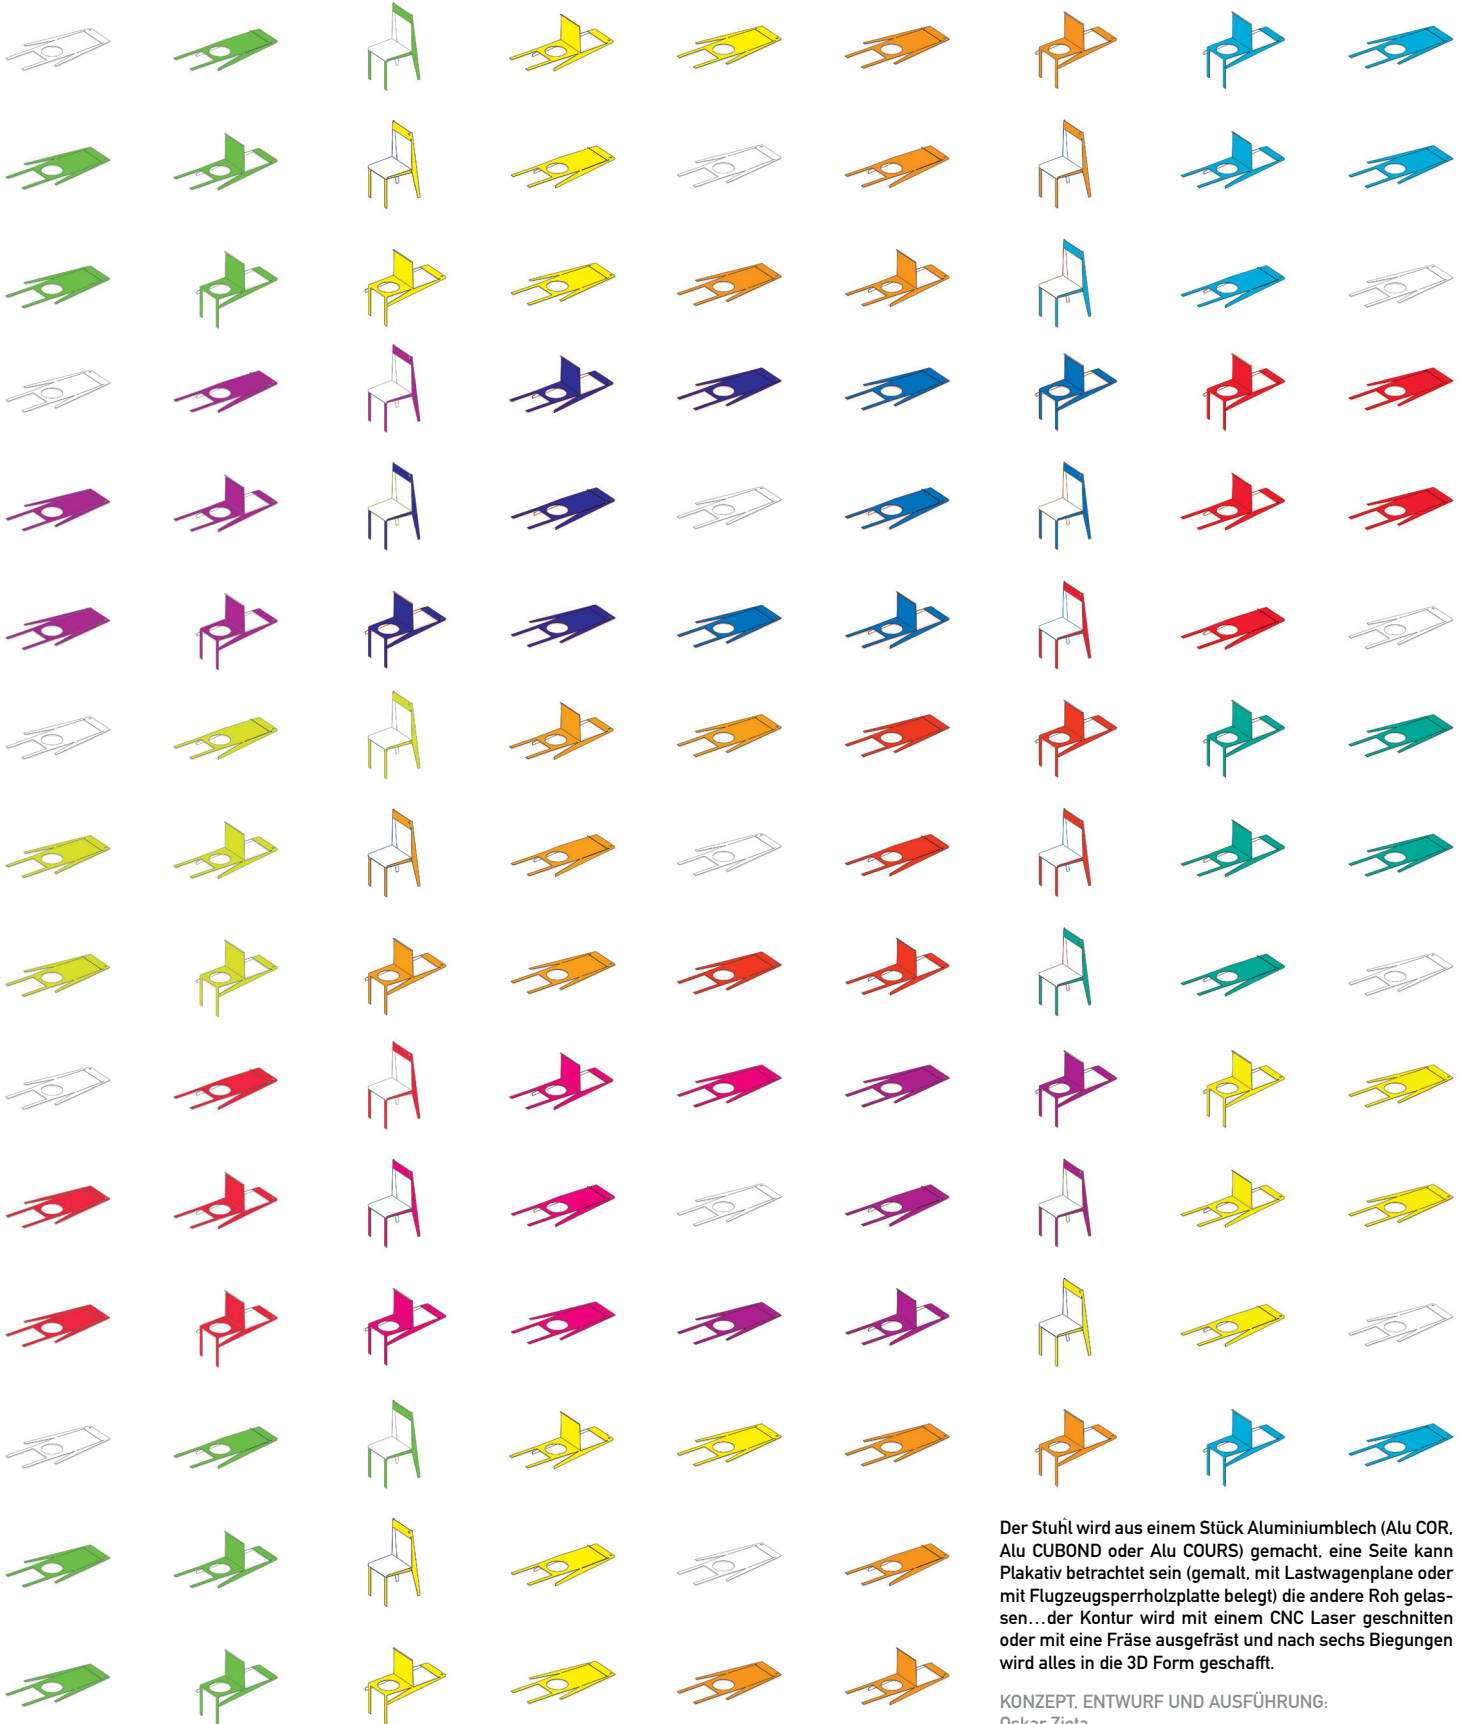 Der Stuhl wird aus einem Stück Aluminiumblech (Alu COR,
Alu CUBOND oder Alu COURS) gemacht, eine Seite kann
Plakativ betrachtet sein (gemalt, mit Lastwagenplane oder
mit Flugzeugsperrholzplatte belegt) die andere Roh gelas-
sen...der Kontur wird mit einem CNC Laser geschnitten
oder mit eine Fräse ausgefräst und nach sechs Biegungen
wird alles in die 3D Form geschafft.
KONZEPT, ENTWURF UND AUSFÜHRUNG:
Oskar Zieta